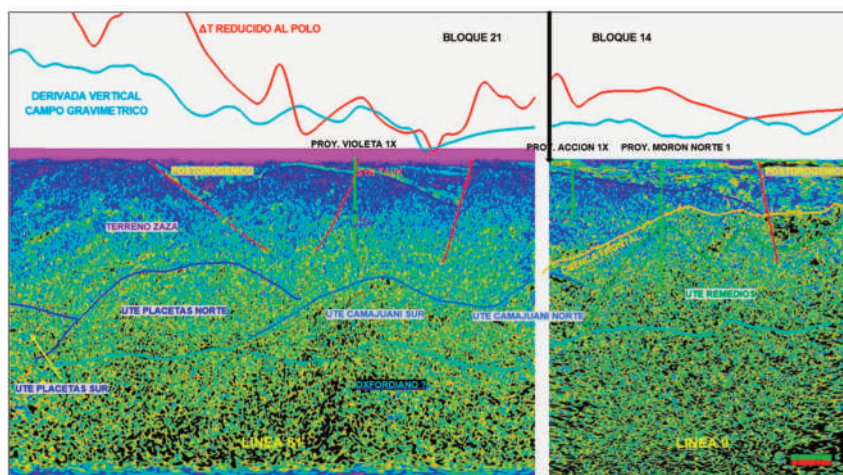 ΔT REDUCIDO AL POLO
BLOQUE 21
BLOQUE 14
DERIVADA VERTICAL
CAMPO GRAVIMETRICO
PROY. VIOLETA 1X
PROY. ACCION 1X
PROY. MORON NORTE 1
POSTOROGENICO
POSTOROGENICO
TERRENO ZAZA
UTE PLACETAS NORTE
UTE CAMAJUANI SUR
UTE CAMAJUANI NORTE
UTE REMEDIOS
UTE PLACETAS SUR
OXFORDIANO ?
LINEA 61
LINEA 9